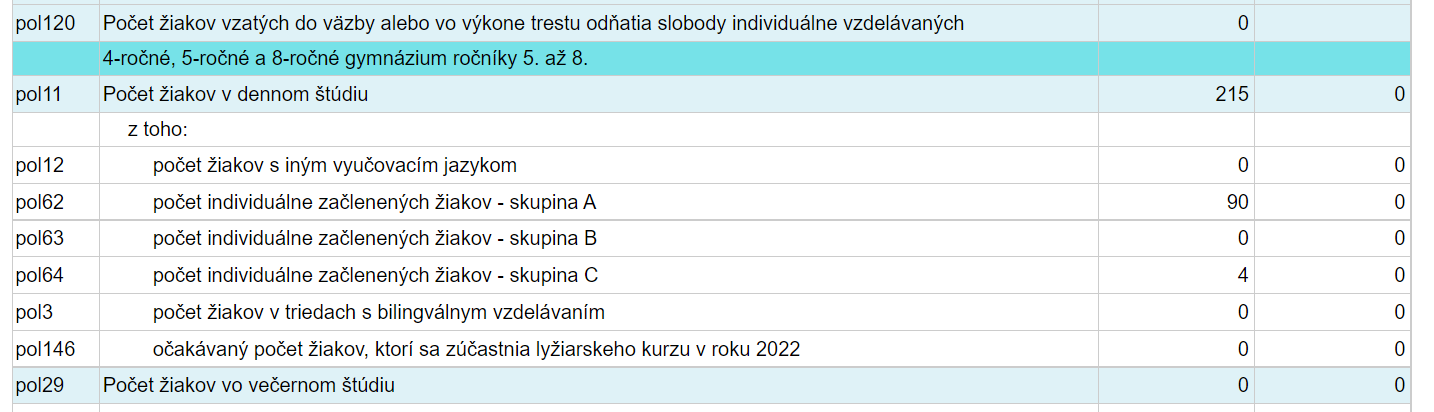 pol120 Počet žiakov vzatých do väzby alebo vo výkone trestu odňatia slobody individuálne vzdelávaných 0
4-ročné, 5-ročné a 8-ročné gymnázium ročníky 5. až 8.
pol11 Počet žiakov v dennom štúdiu 215 0
z toho:
pol12 počet žiakov s iným vyučovacím jazykom 0 0
pol62 počet individuálne začlenených žiakov - skupina A 90 0
pol63 počet individuálne začlenených žiakov - skupina B 0 0
pol64 počet individuálne začlenených žiakov - skupina C 4 0
pol3 počet žiakov v triedach s bilingválnym vzdelávaním 0 0
pol146 očakávaný počet žiakov, ktorí sa zúčastnia lyžiarskeho kurzu v roku 2022 0 0
pol29 Počet žiakov vo večernom štúdiu 0 0